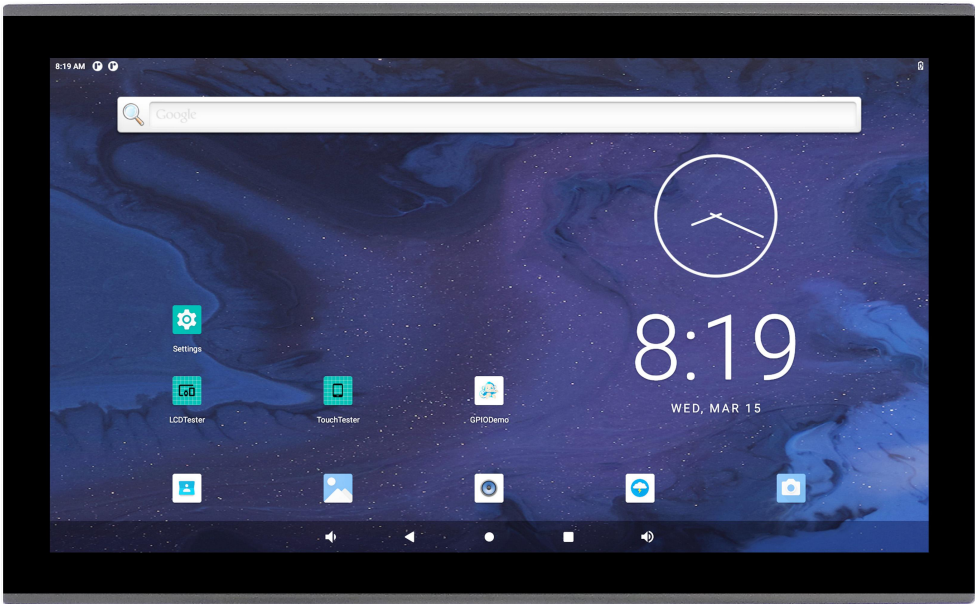 8:19 AM
Google
8:19
WED, MAR 15
Settings
LCDTester
TouchTester
GPIODemo